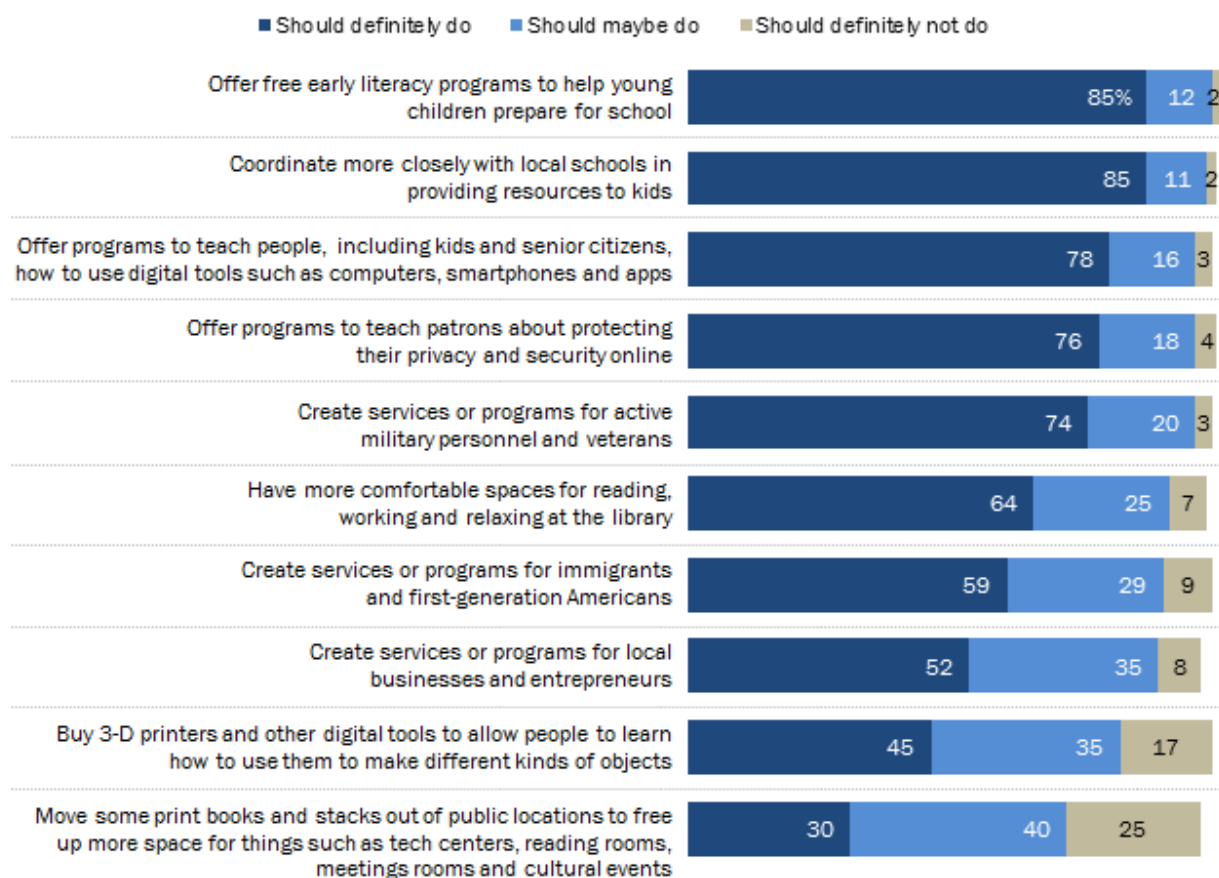 Should definitely do Should maybe do Should definitely not do
Offer free early literacy programs to help young
children prepare for school
85% 12 2
Coordinate more closely with local schools in
providing resources to kids
85 11 2
Offer programs to teach people, including kids and senior citizens,
how to use digital tools such as computers, smartphones and apps
78 16 3
Offer programs to teach patrons about protecting
their privacy and security online
76 18 4
Create services or programs for active
military personnel and veterans
74 20 3
Have more comfortable spaces for reading,
working and relaxing at the library
64 25 7
Create services or programs for immigrants
and first-generation Americans
59 29 9
Create services or programs for local
businesses and entrepreneurs
52 35 8
Buy 3-D printers and other digital tools to allow people to learn
how to use them to make different kinds of objects
45 35 17
Move some print books and stacks out of public locations to free
up more space for things such as tech centers, reading rooms,
meetings rooms and cultural events
30 40 25